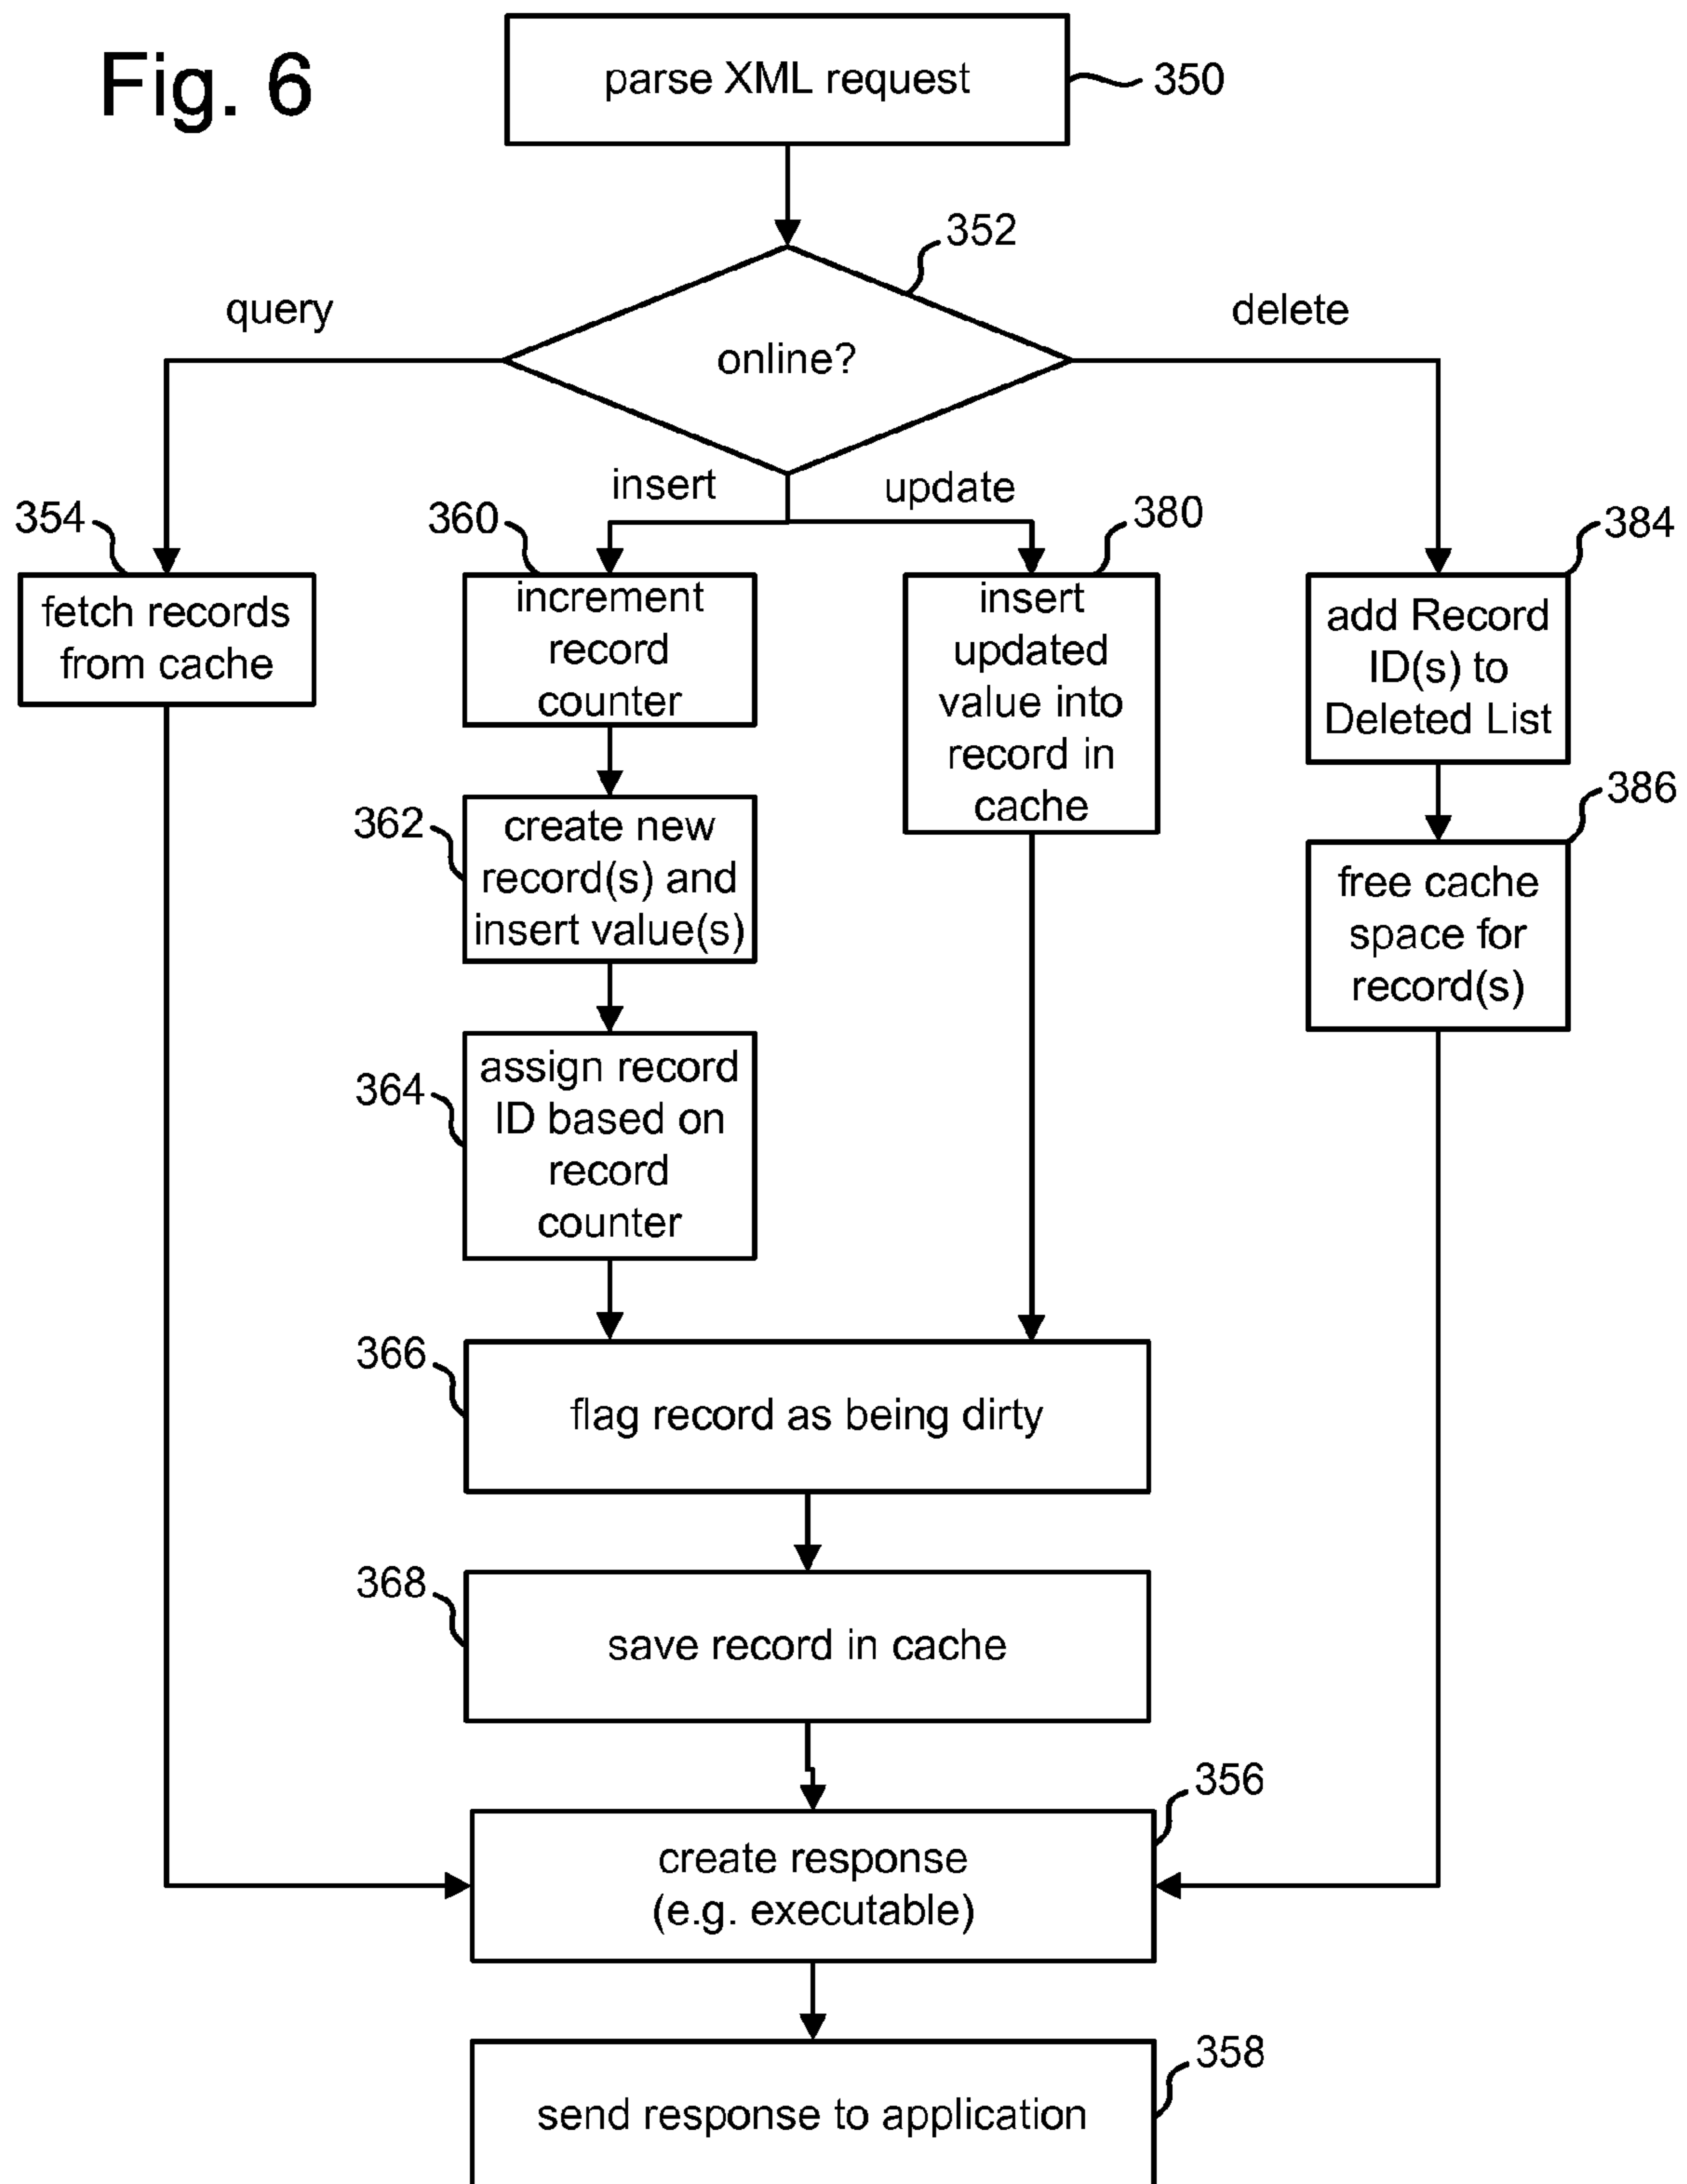 Fig. 6
parse XML request
350
352
query
delete
online?
insert
update
354
360
380
384
fetch records
from cache
increment
record
counter
insert
updated
value into
record in
cache
add Record
ID(s) to
Deleted List
362
create new
record(s) and
insert value(s)
386
free cache
space for
record(s)
364
assign record
ID based on
record
counter
366
flag record as being dirty
368
save record in cache
356
create response
(e.g. executable)
358
send response to application